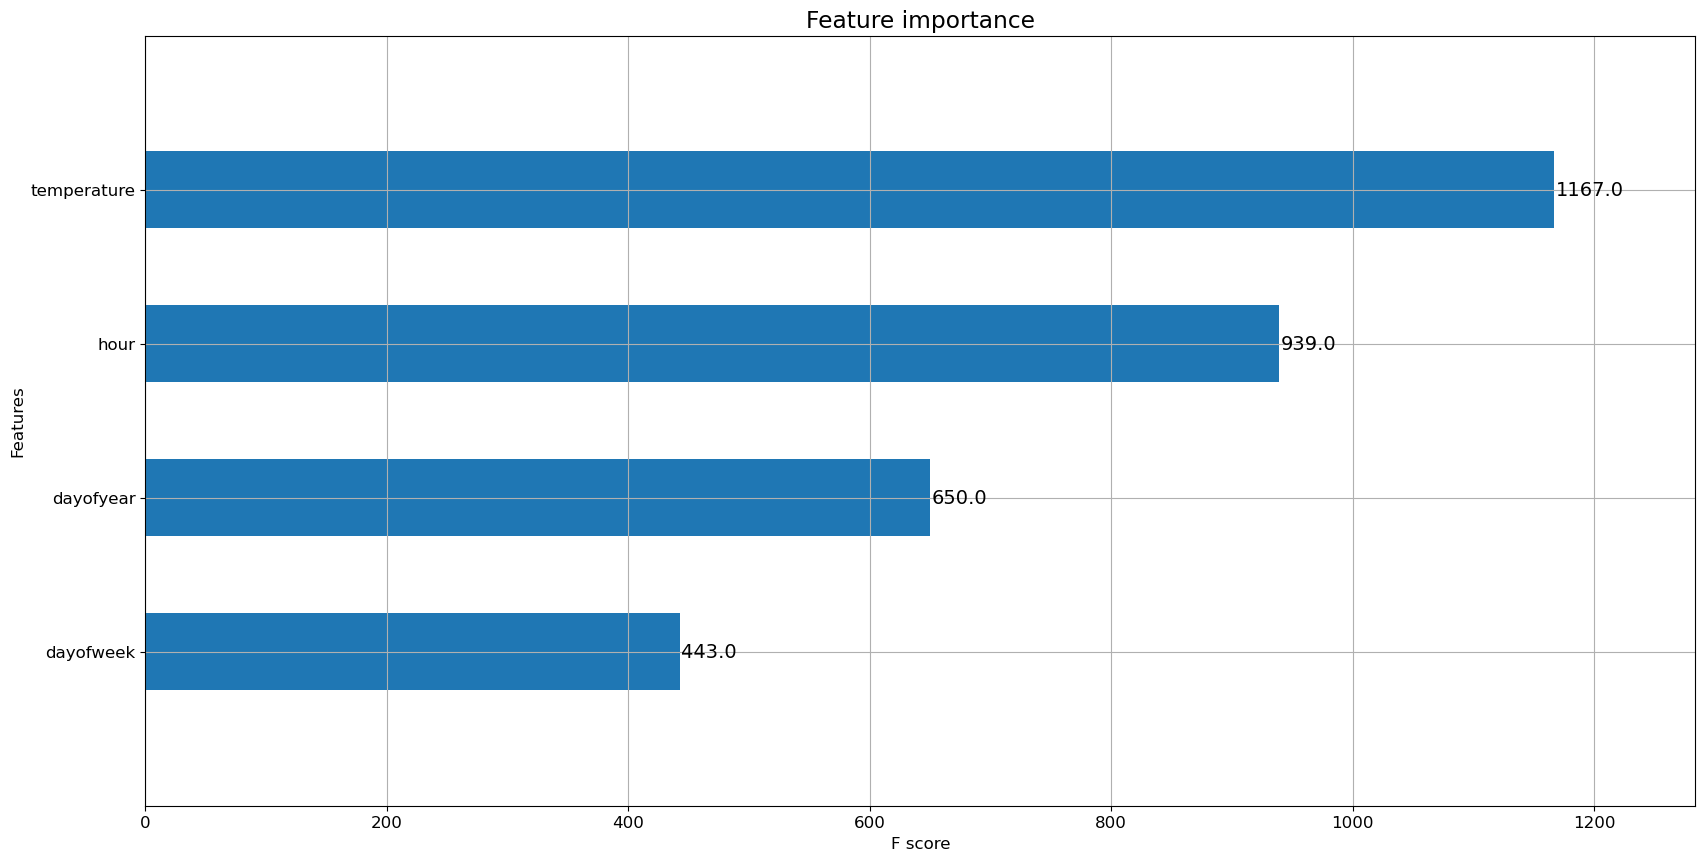 Feature importance
temperature
1167.0
hour
939.0
Features
dayofyear
650.0
dayofweek
443.0
0 200 400 600 800 1000 1200
F score